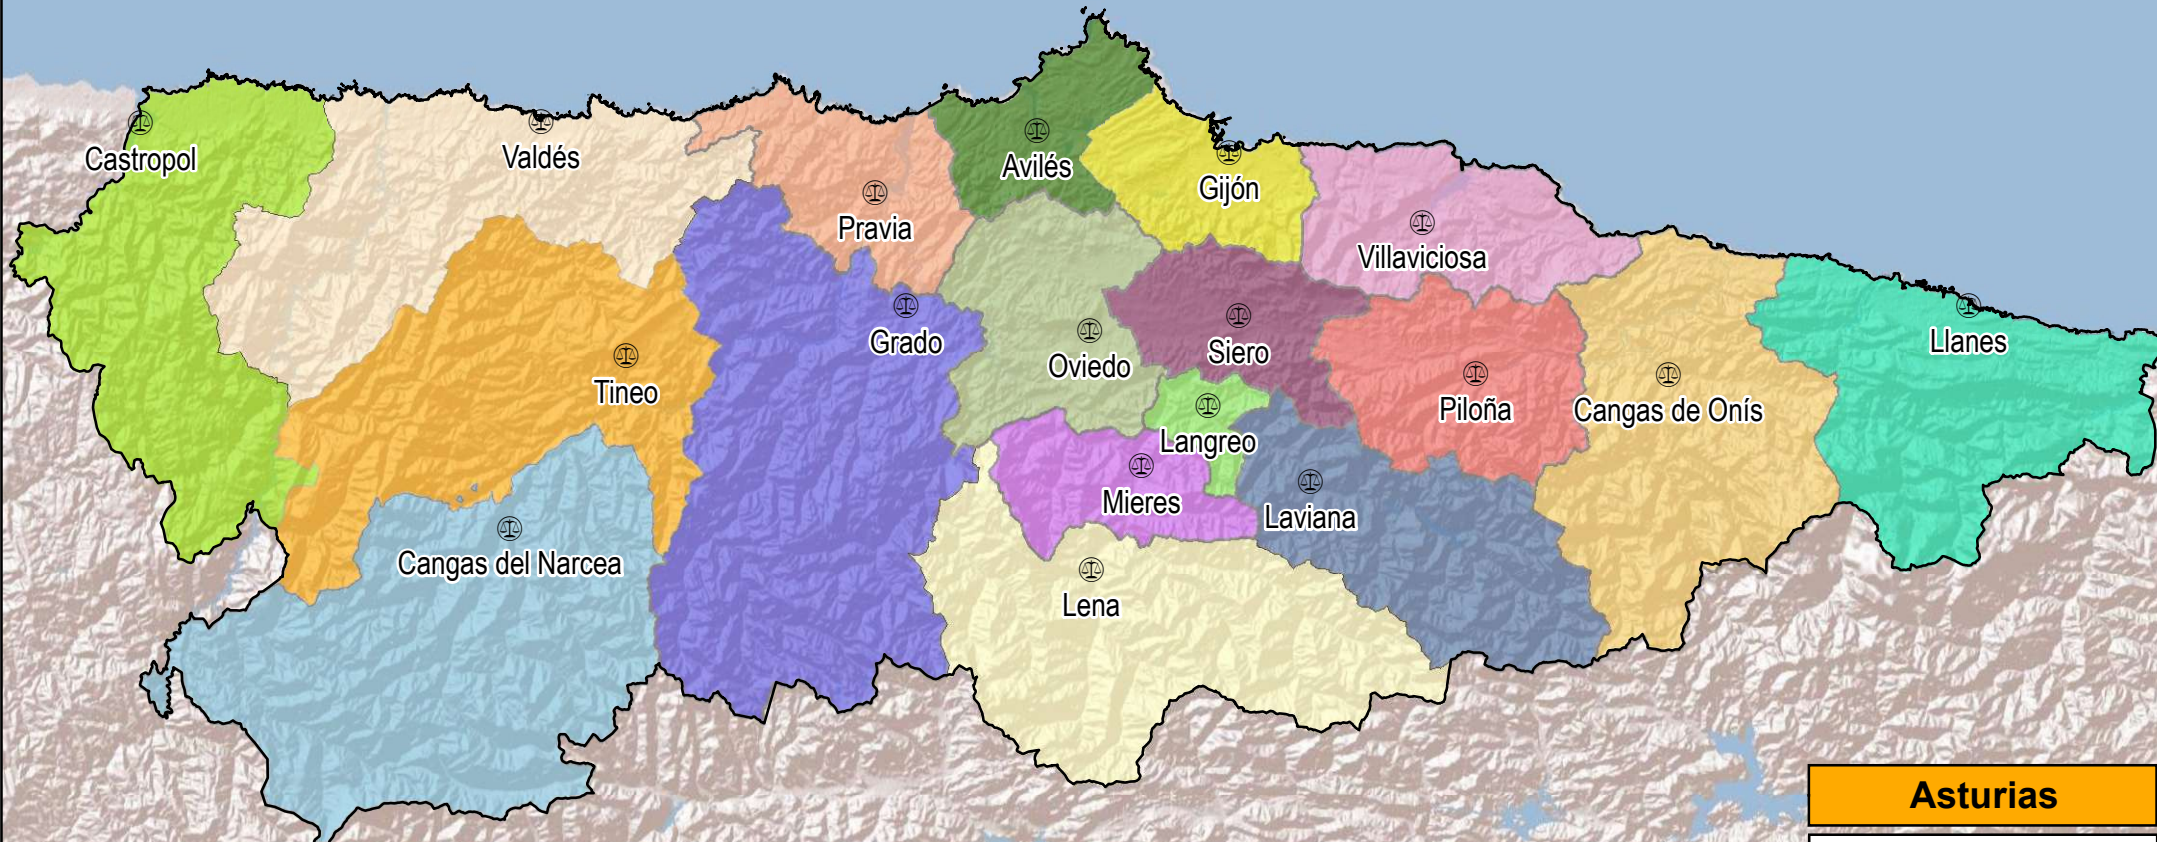 Castropol
Valdés
Avilés
Gijón
Pravia
Villaviciosa
Grado
Oviedo
Siero
Llanes
Tineo
Piloña
Cangas de Onís
Langreo
Mieres
Laviana
Cangas del Narcea
Lena
Asturias